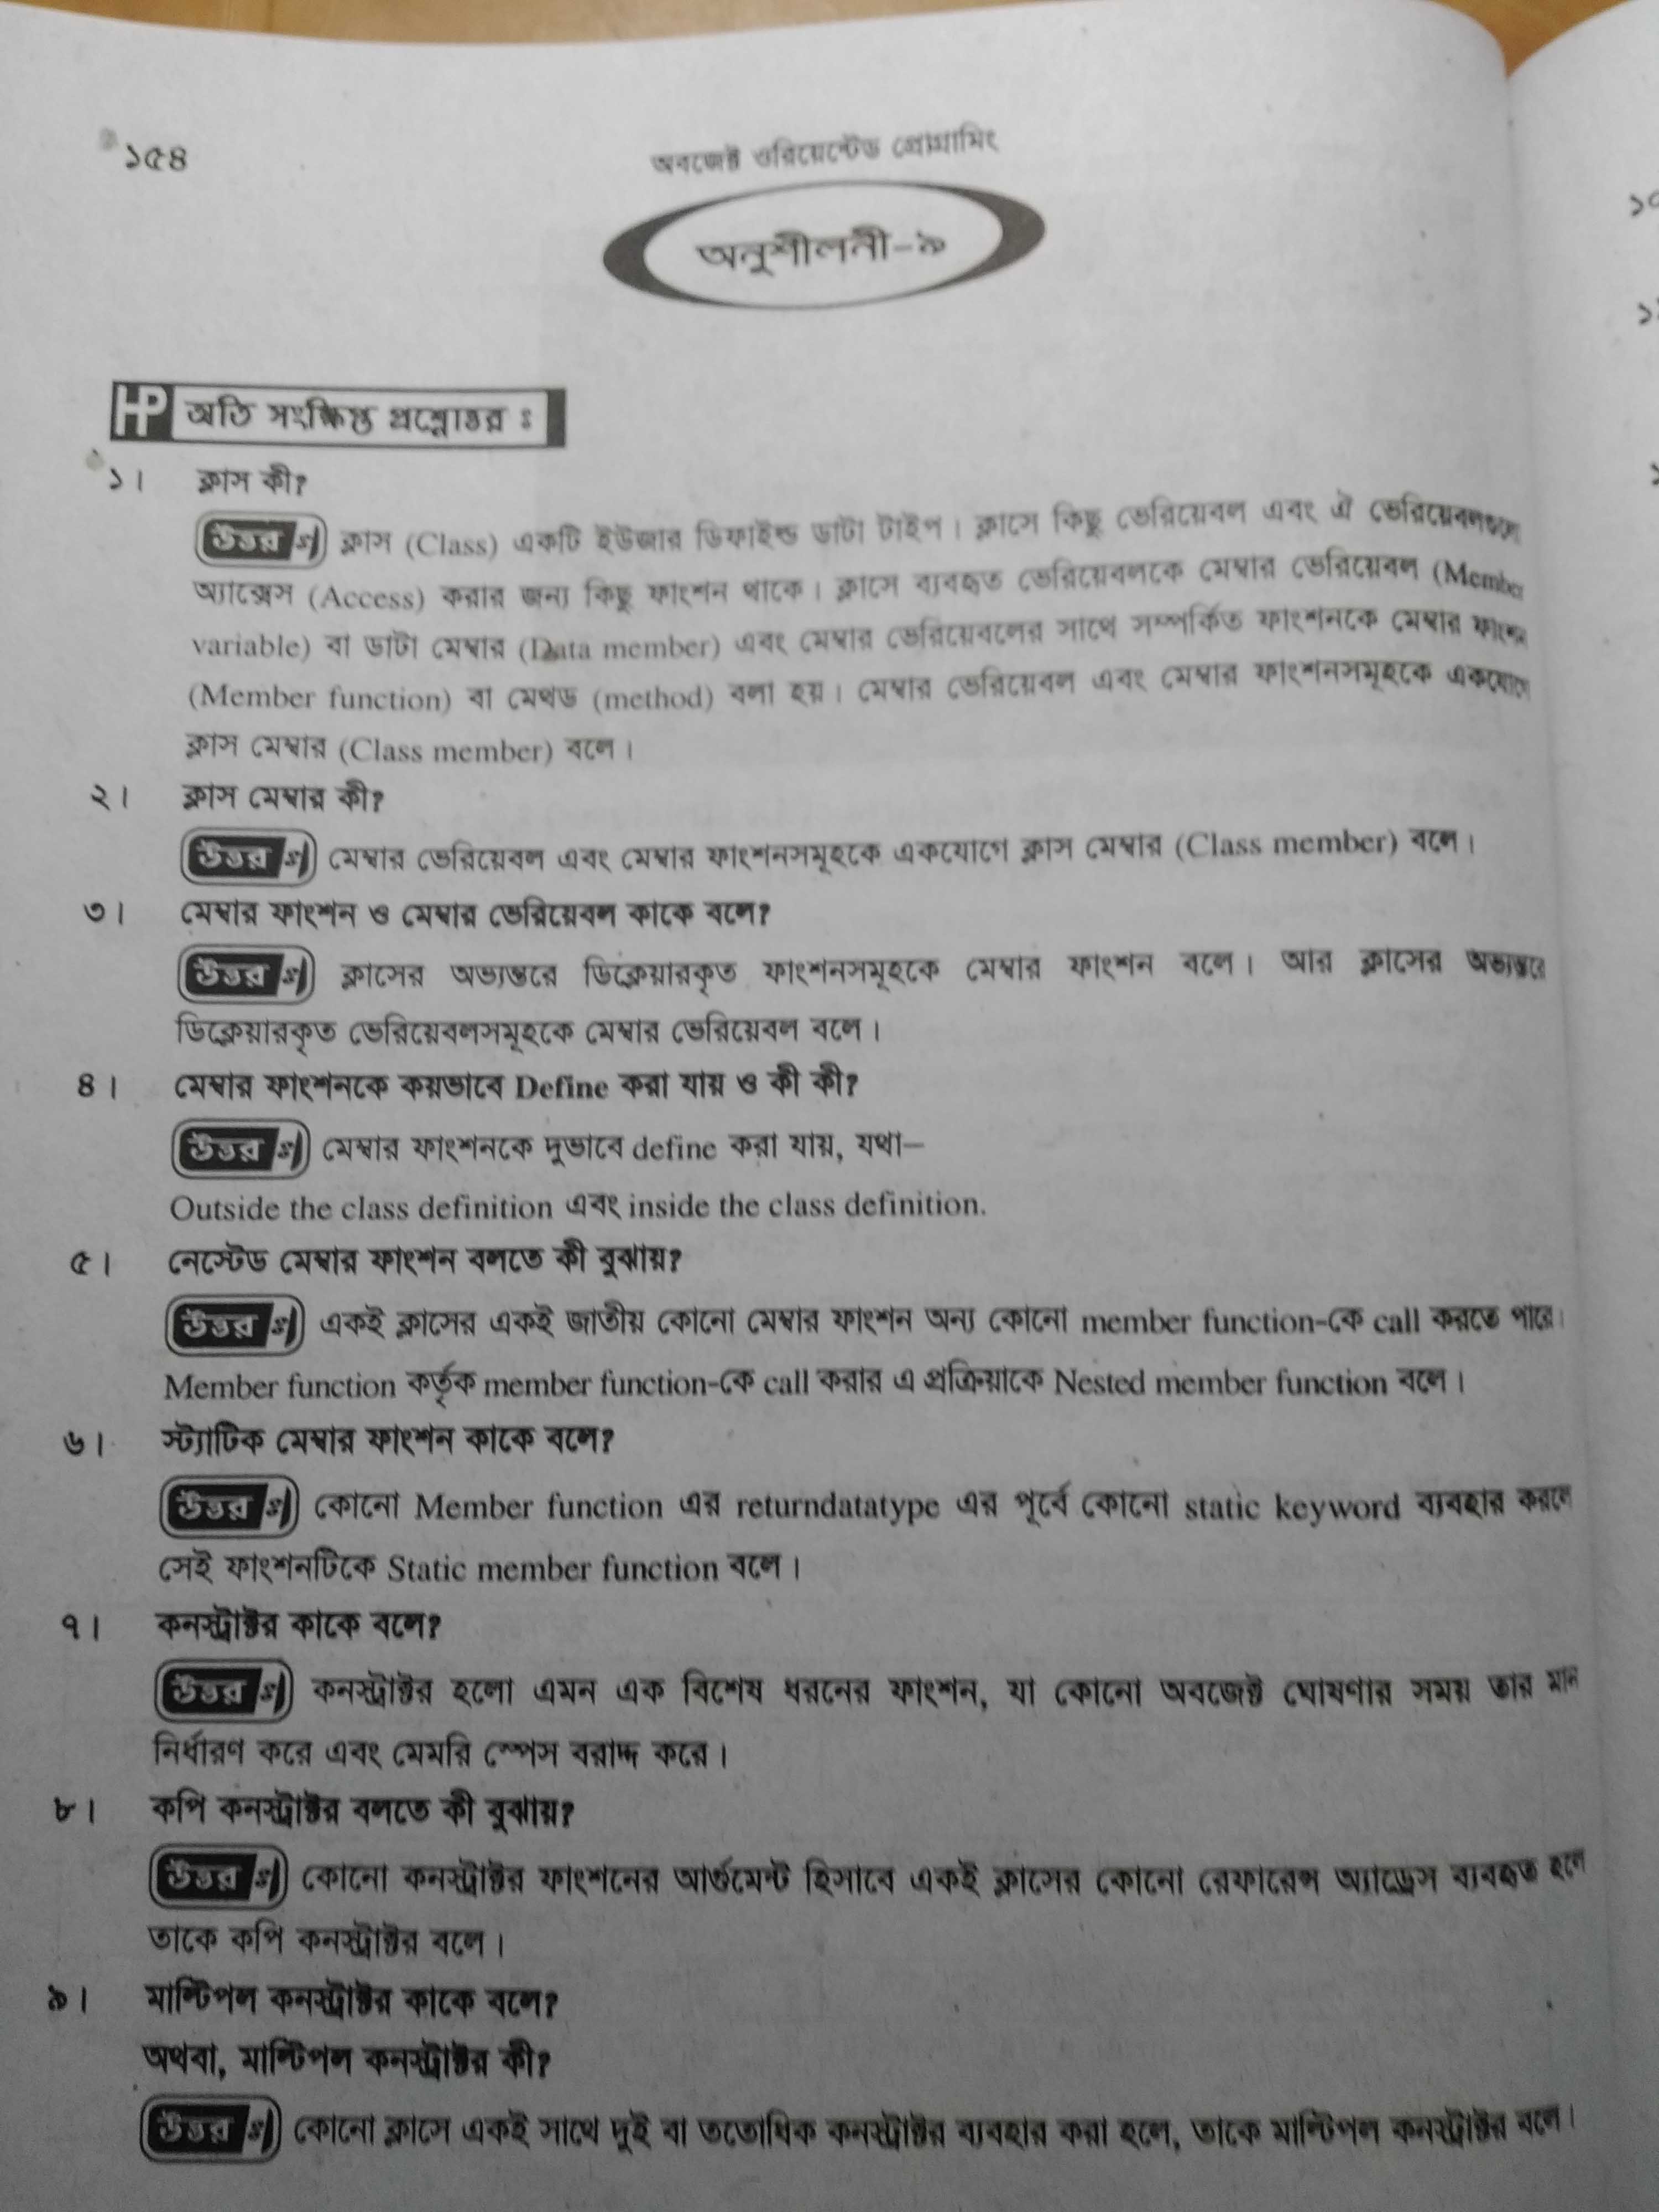 ১৫৪
অবজেক্ট ওরিয়েন্টেড প্রোগ্রামিং
অনুশীলনী-৯
HP অতি সংক্ষিপ্ত প্রশ্নোত্তর ঃ
১। ক্লাস কী?
উত্তর ঃ ক্লাস (Class) একটি ইউজার ডিফাইন্ড ডাটা টাইপ। ক্লাসে কিছু ভেরিয়েবল এবং ঐ ভেরিয়েবলগুলো
অ্যাক্সেস (Access) করার জন্য কিছু ফাংশন থাকে। ক্লাসে ব্যবহৃত ভেরিয়েবলকে মেম্বার ভেরিয়েবল (Member
variable) বা ডাটা মেম্বার (Data member) এবং মেম্বার ভেরিয়েবলের সাথে সম্পর্কিত ফাংশনকে মেম্বার ফাংশন
(Member function) বা মেথড (method) বলা হয়। মেম্বার ভেরিয়েবল এবং মেম্বার ফাংশনসমূহকে একযোগে
ক্লাস মেম্বার (Class member) বলে।
২। ক্লাস মেম্বার কী?
উত্তর ঃ মেম্বার ভেরিয়েবল এবং মেম্বার ফাংশনসমূহকে একযোগে ক্লাস মেম্বার (Class member) বলে।
৩। মেম্বার ফাংশন ও মেম্বার ভেরিয়েবল কাকে বলে?
উত্তর ঃ ক্লাসের অভ্যন্তরে ডিক্লেয়ারকৃত ফাংশনসমূহকে মেম্বার ফাংশন বলে। আর ক্লাসের অভ্যন্তরে
ডিক্লেয়ারকৃত ভেরিয়েবলসমূহকে মেম্বার ভেরিয়েবল বলে।
৪। মেম্বার ফাংশনকে কয়ভাবে Define করা যায় ও কী কী?
উত্তর ঃ মেম্বার ফাংশনকে দুভাবে define করা যায়, যথা–
Outside the class definition এবং inside the class definition.
৫। নেস্টেড মেম্বার ফাংশন বলতে কী বুঝায়?
উত্তর ঃ একই ক্লাসের একই জাতীয় কোনো মেম্বার ফাংশন অন্য কোনো member function-কে call করতে পারে।
Member function কর্তৃক member function-কে call করার এ প্রক্রিয়াকে Nested member function বলে।
৬। স্ট্যাটিক মেম্বার ফাংশন কাকে বলে?
উত্তর ঃ কোনো Member function এর returndatatype এর পূর্বে কোনো static keyword ব্যবহার করলে
সেই ফাংশনটিকে Static member function বলে।
৭। কনস্ট্রাক্টর কাকে বলে?
উত্তর ঃ কনস্ট্রাক্টর হলো এমন এক বিশেষ ধরনের ফাংশন, যা কোনো অবজেক্ট ঘোষণার সময় তার মান
নির্ধারণ করে এবং মেমরি স্পেস বরাদ্দ করে।
৮। কপি কনস্ট্রাক্টর বলতে কী বুঝায়?
উত্তর ঃ কোনো কনস্ট্রাক্টর ফাংশনের আর্গুমেন্ট হিসাবে একই ক্লাসের কোনো রেফারেন্স অ্যাড্রেস ব্যবহৃত হলে
তাকে কপি কনস্ট্রাক্টর বলে।
৯। মাল্টিপল কনস্ট্রাক্টর কাকে বলে?
অথবা, মাল্টিপল কনস্ট্রাক্টর কী?
উত্তর ঃ কোনো ক্লাসে একই সাথে দুই বা ততোধিক কনস্ট্রাক্টর ব্যবহার করা হলে, তাকে মাল্টিপল কনস্ট্রাক্টর বলে।